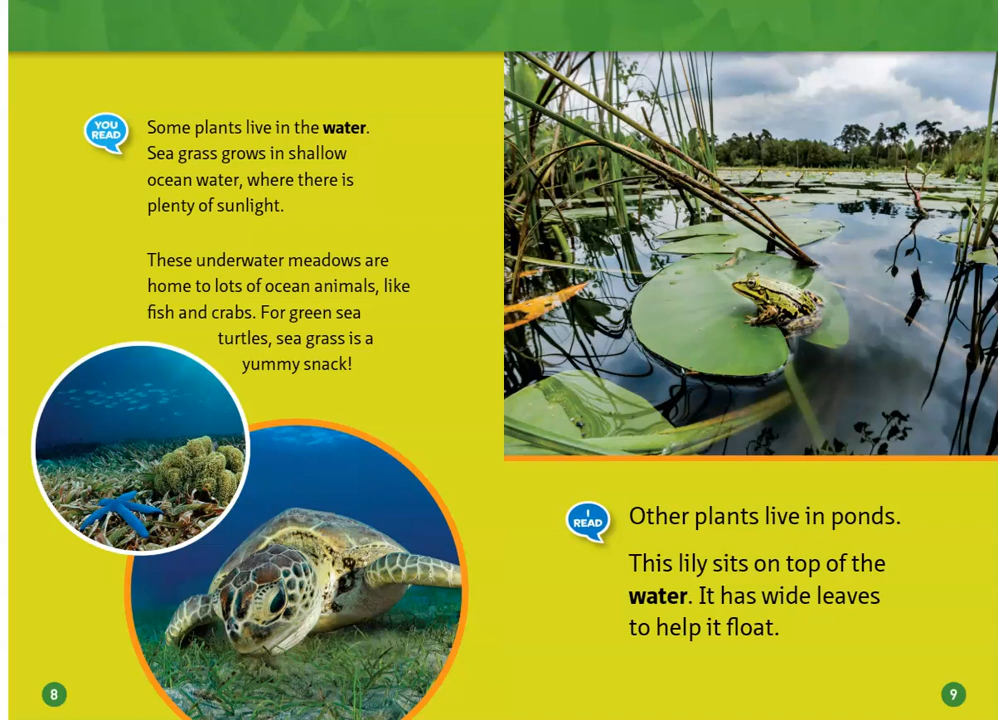 YOU
READ
Some plants live in the water.
Sea grass grows in shallow
ocean water, where there is
plenty of sunlight.
These underwater meadows are
home to lots of ocean animals, like
fish and crabs. For green sea
turtles, sea grass is a
yummy snack!
8
I
READ
Other plants live in ponds.
This lily sits on top of the
water. It has wide leaves
to help it float.
9